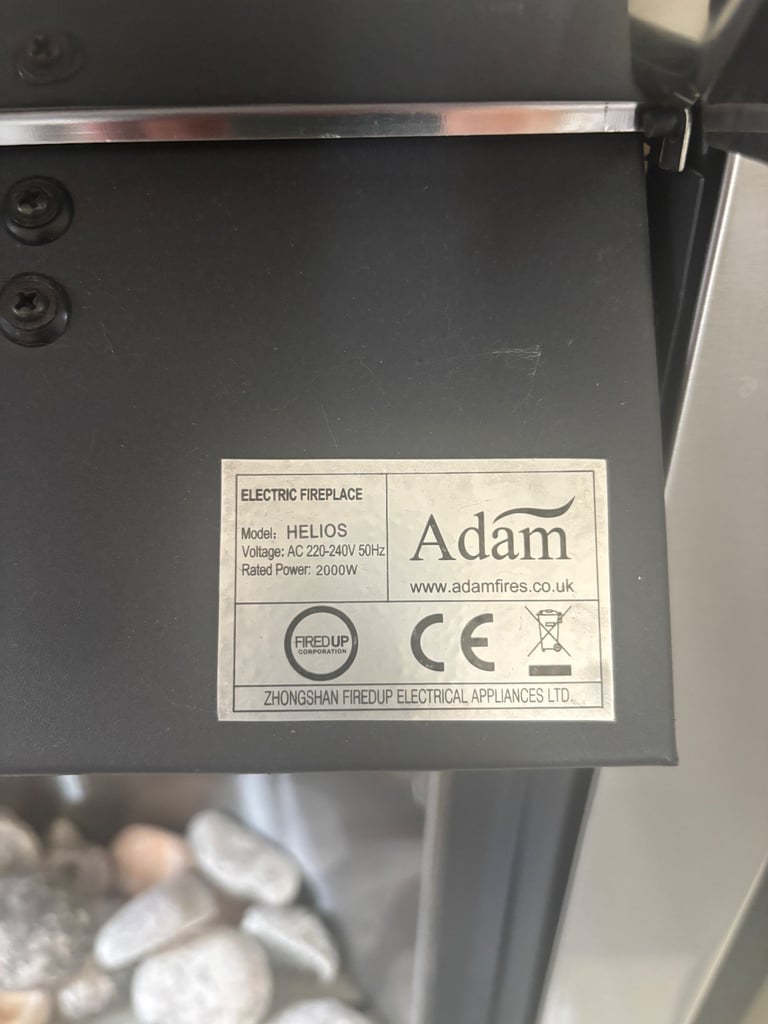 ELECTRIC FIREPLACE
Model: HELIOS
Voltage: AC 220-240V 50Hz
Rated Power: 2000W
Adam
www.adamfires.co.uk
FIREDUP
CORPORATION
CE
ZHONGSHAN FIREDUP ELECTRICAL APPLIANCES LTD.